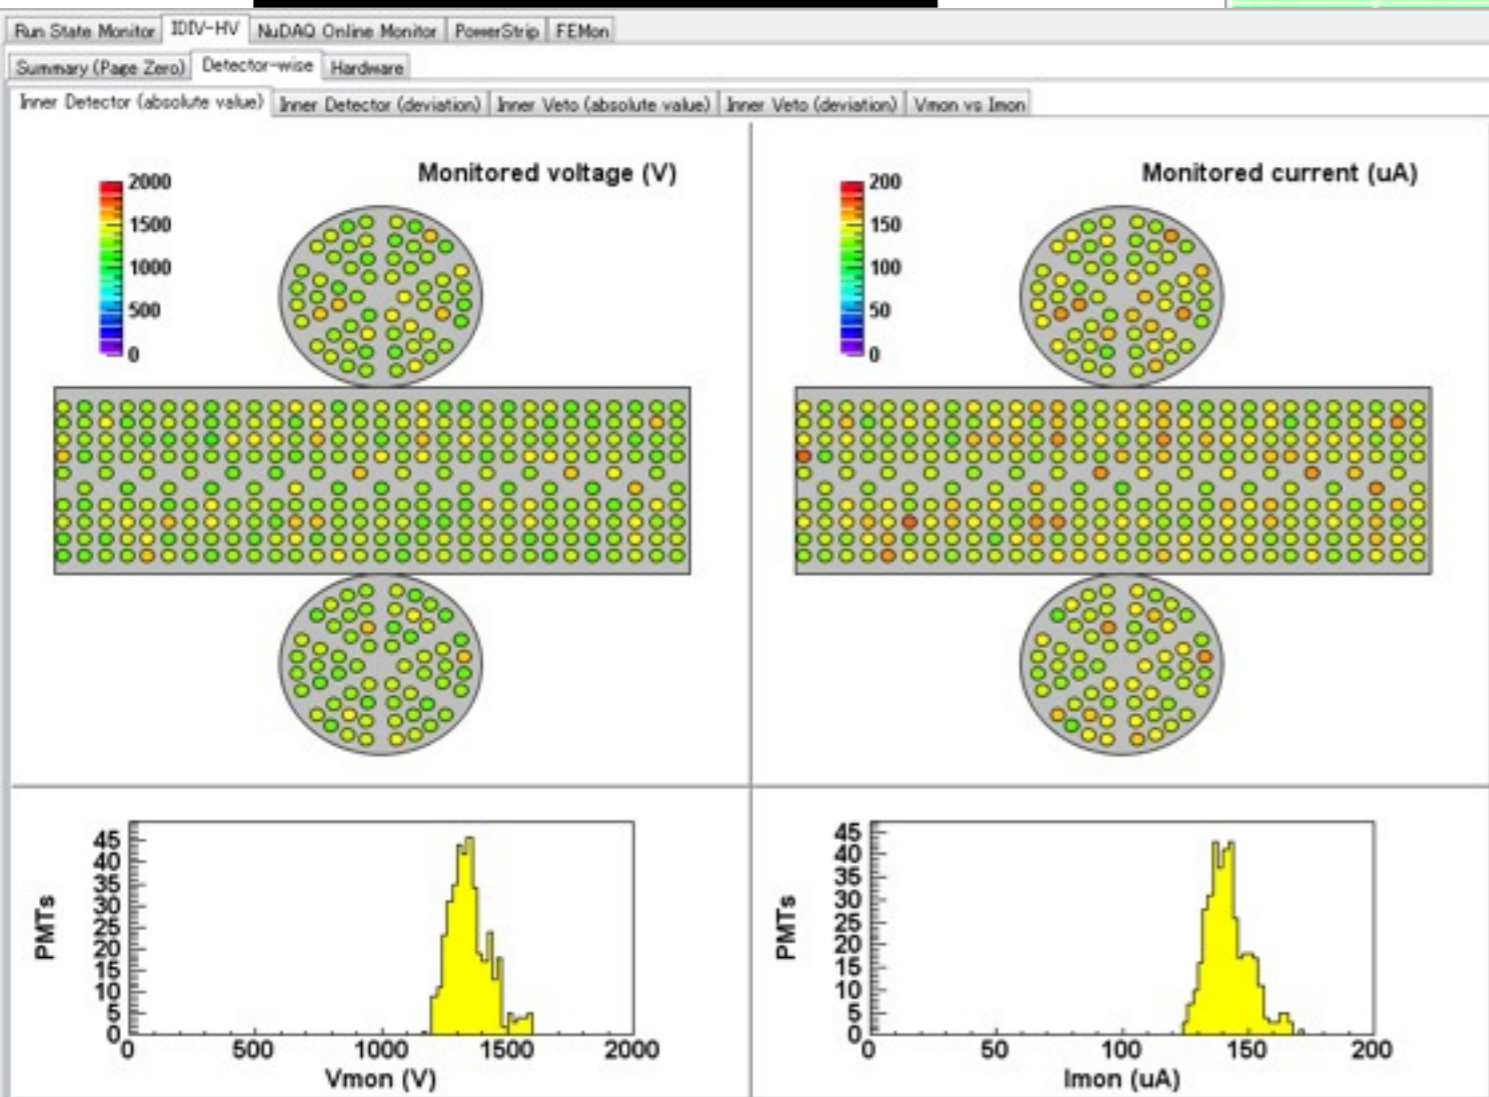 Run State Monitor IDIV-HV NuDAQ Online Monitor PowerStrip FEMon
Summary (Page Zero) Detector-wise Hardware
Inner Detector (absolute value) Inner Detector (deviation) Inner Veto (absolute value) Inner Veto (deviation) Vmon vs Imon
Monitored voltage (V)
2000
1500
1000
500
0
Monitored current (uA)
200
150
100
50
0
45
40
35
30
25
20
15
10
5
0
PMTs
0 500 1000 1500 2000
Vmon (V)
45
40
35
30
25
20
15
10
5
0
PMTs
0 50 100 150 200
Imon (uA)